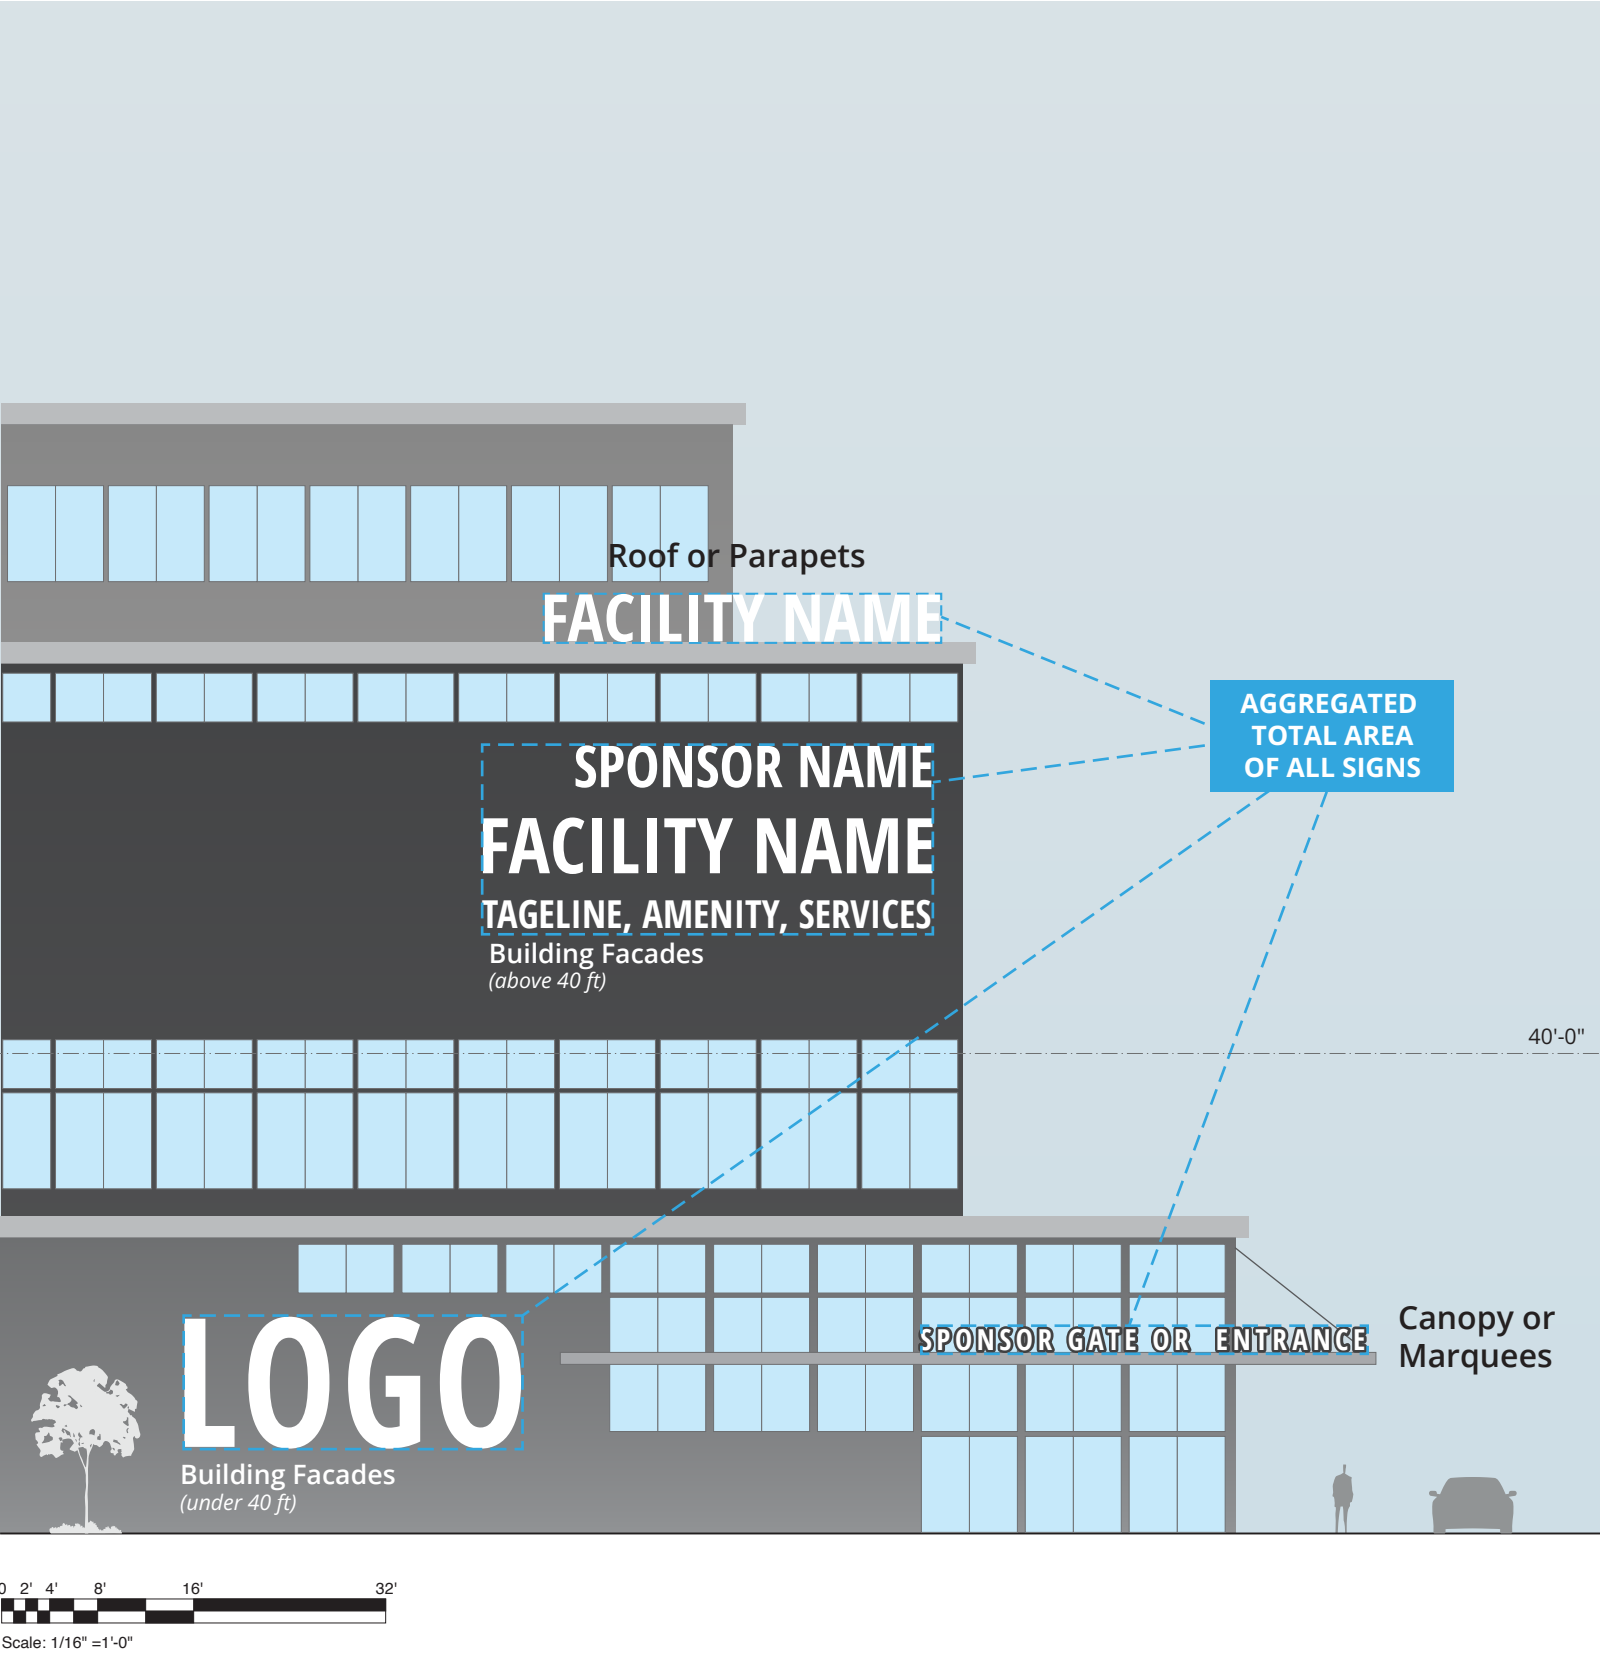 Roof or Parapets
FACILITY NAME
AGGREGATED
TOTAL AREA
OF ALL SIGNS
SPONSOR NAME
FACILITY NAME
TAGELINE, AMENITY, SERVICES
Building Facades
(above 40 ft)
40'-0"
LOGO
Building Facades
(under 40 ft)
SPONSOR GATE OR ENTRANCE
Canopy or
Marquees
0 2' 4' 8' 16' 32'
Scale: 1/16" =1'-0"